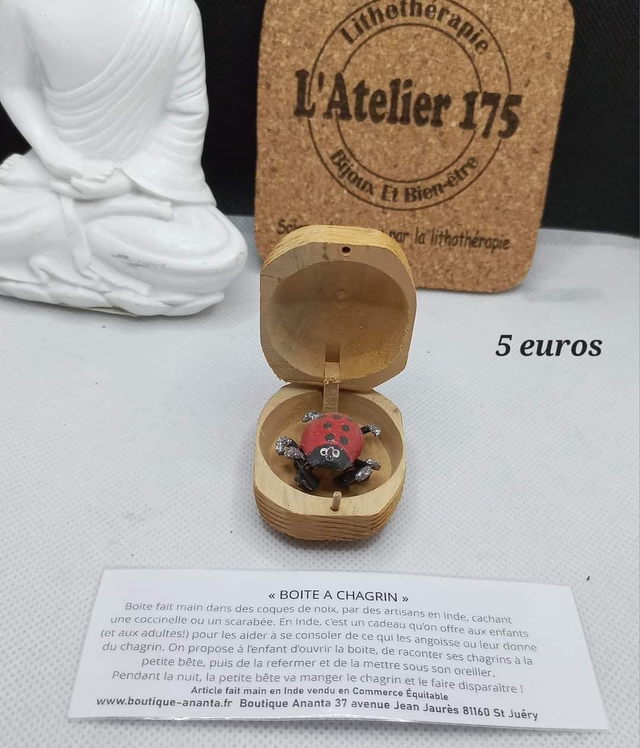 Lithothérapie
L'Atelier 175
Bijoux Et Bien-être
par la lithothérapie
5 euros
« BOITE A CHAGRIN »
Boite fait main dans des coques de noix, par des artisans en Inde, cachant
une coccinelle ou un scarabée. En Inde, c'est un cadeau qu'on offre aux enfants
(et aux adultes!) pour les aider à se consoler de ce qui les angoisse ou leur donne
du chagrin. On propose à l'enfant d'ouvrir la boite, de raconter ses chagrins à la
petite bête, puis de la refermer et de la mettre sous son oreiller.
Pendant la nuit, la petite bête va manger le chagrin et le faire disparaître !
Article fait main en Inde vendu en Commerce Équitable
www.boutique-ananta.fr Boutique Ananta 37 avenue Jean Jaurès 81160 St Juéry